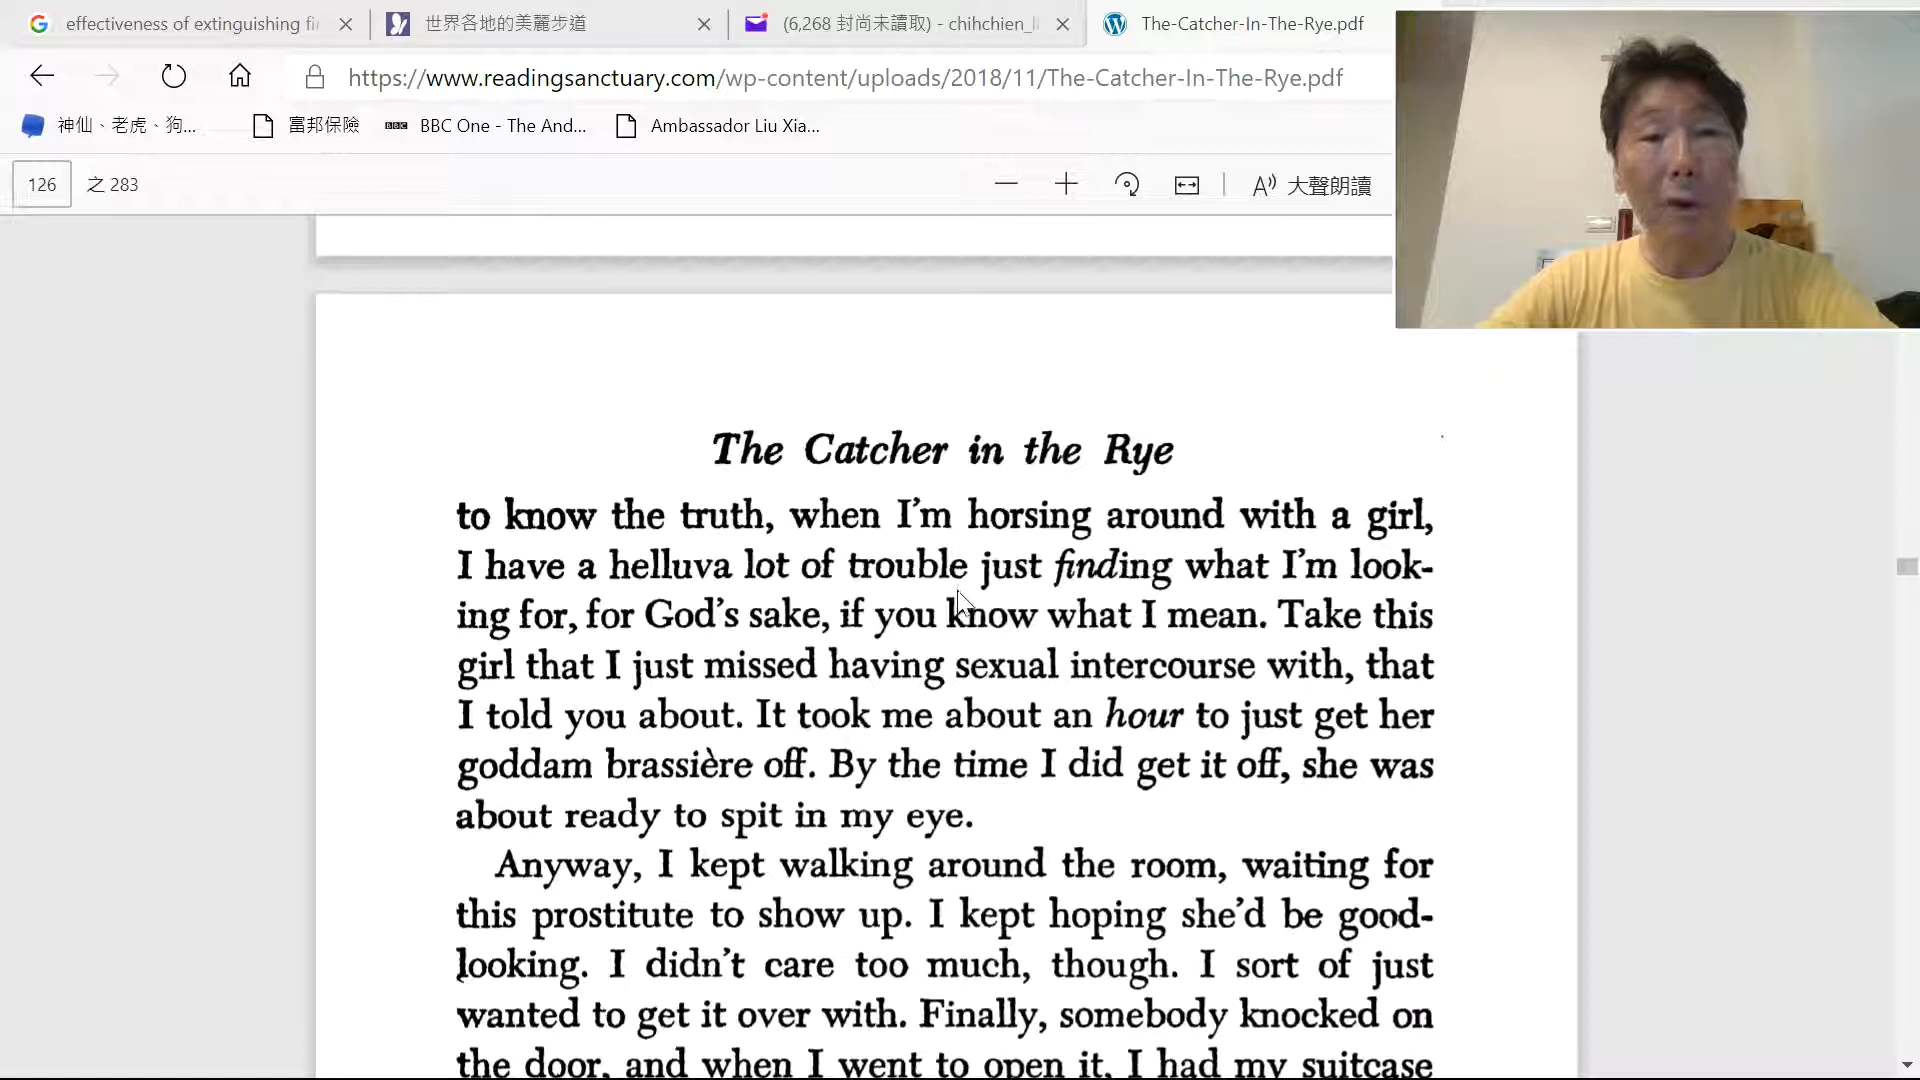 effectiveness of extinguishing fi
世界各地的美麗步道
(6,268 封尚未讀取) - chihchien_l
The-Catcher-In-The-Rye.pdf
https://www.readingsanctuary.com/wp-content/uploads/2018/11/The-Catcher-In-The-Rye.pdf
神仙、老虎、狗...
富邦保險
BBC One - The And...
Ambassador Liu Xia...
126 之 283
大聲朗讀
The Catcher in the Rye
to know the truth, when I'm horsing around with a girl,
I have a helluva lot of trouble just finding what I'm look-
ing for, for God's sake, if you know what I mean. Take this
girl that I just missed having sexual intercourse with, that
I told you about. It took me about an hour to just get her
goddam brassière off. By the time I did get it off, she was
about ready to spit in my eye.
Anyway, I kept walking around the room, waiting for
this prostitute to show up. I kept hoping she'd be good-
looking. I didn't care too much, though. I sort of just
wanted to get it over with. Finally, somebody knocked on
the door, and when I went to open it, I had my suitcase